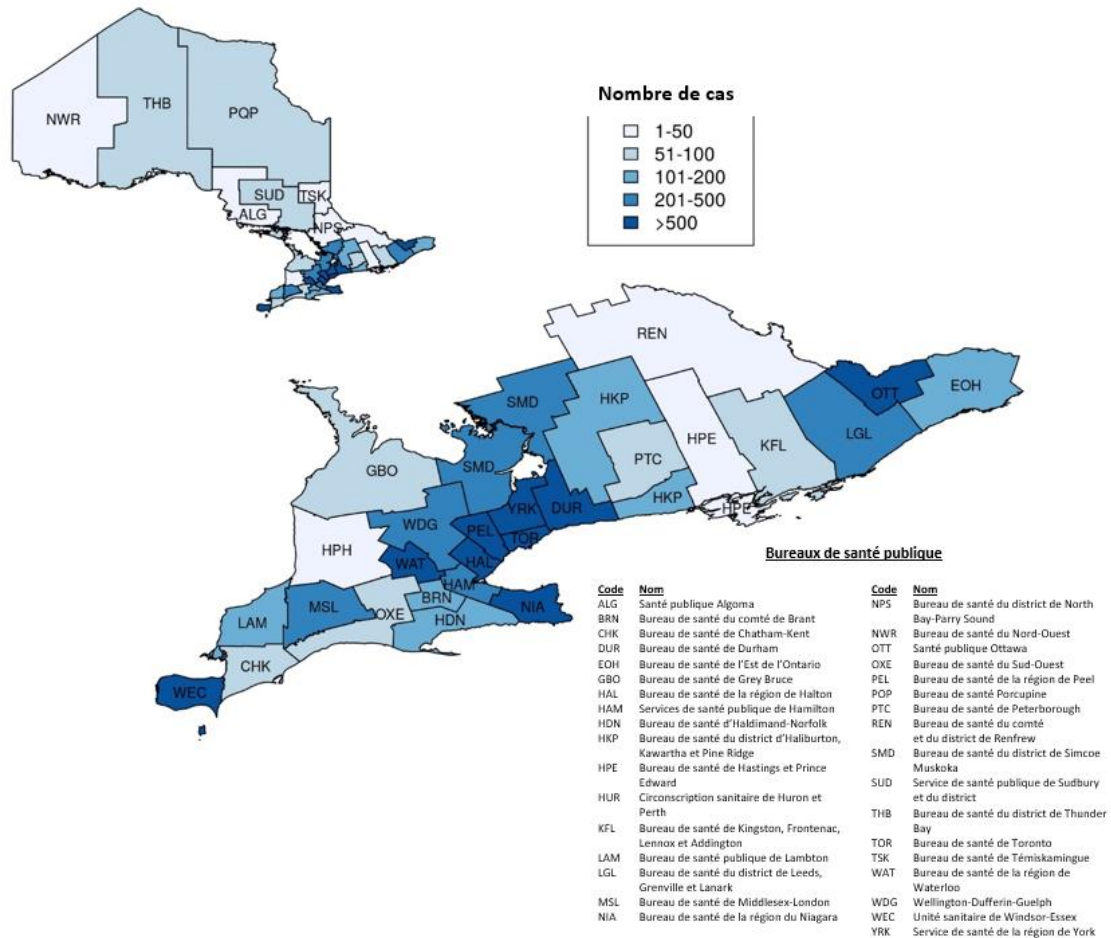 Nombre de cas
1-50
51-100
101-200
201-500
>500
NWR
THB
PQP
SUD
TSK
ALG
NPS
REN
SMD
HKP
OTT
EOH
HPE
KFL
LGL
GBO
SMD
PTC
HKP
HPE
YRK
DUR
WDG
PEL
TOR
HPH
WAT
HAL
HAM
MSL
OXE
BRN
NIA
LAM
HDN
CHK
WEC
Bureaux de santé publique
Code Nom
ALG Santé publique Algoma
BRN Bureau de santé du comté de Brant
CHK Bureau de santé de Chatham-Kent
DUR Bureau de santé de Durham
EOH Bureau de santé de l'Est de l'Ontario
GBO Bureau de santé de Grey Bruce
HAL Bureau de santé de la région de Halton
HAM Services de santé publique de Hamilton
HDN Bureau de santé d'Haldimand-Norfolk
HKP Bureau de santé du district d'Haliburton,
Kawartha et Pine Ridge
HPE Bureau de santé de Hastings et Prince
Edward
HUR Circonscription sanitaire de Huron et
Perth
KFL Bureau de santé de Kingston, Frontenac,
Lennox et Addington
LAM Bureau de santé publique de Lambton
LGL Bureau de santé du district de Leeds,
Grenville et Lanark
MSL Bureau de santé de Middlesex-London
NIA Bureau de santé de la région du Niagara
Code Nom
NPS Bureau de santé du district de North
Bay-Parry Sound
NWR Bureau de santé du Nord-Ouest
OTT Santé publique Ottawa
OXE Bureau de santé du Sud-Ouest
PEL Bureau de santé de la région de Peel
POP Bureau de santé Porcupine
PTC Bureau de santé de Peterborough
REN Bureau de santé du comté
et du district de Renfrew
SMD Bureau de santé du district de Simcoe
Muskoka
SUD Service de santé publique de Sudbury
et du district
THB Bureau de santé du district de Thunder
Bay
TOR Bureau de santé de Toronto
TSK Bureau de santé de Témiskamingue
WAT Bureau de santé de la région de
Waterloo
WDG Wellington-Dufferin-Guelph
WEC Unité sanitaire de Windsor-Essex
YRK Service de santé de la région de York